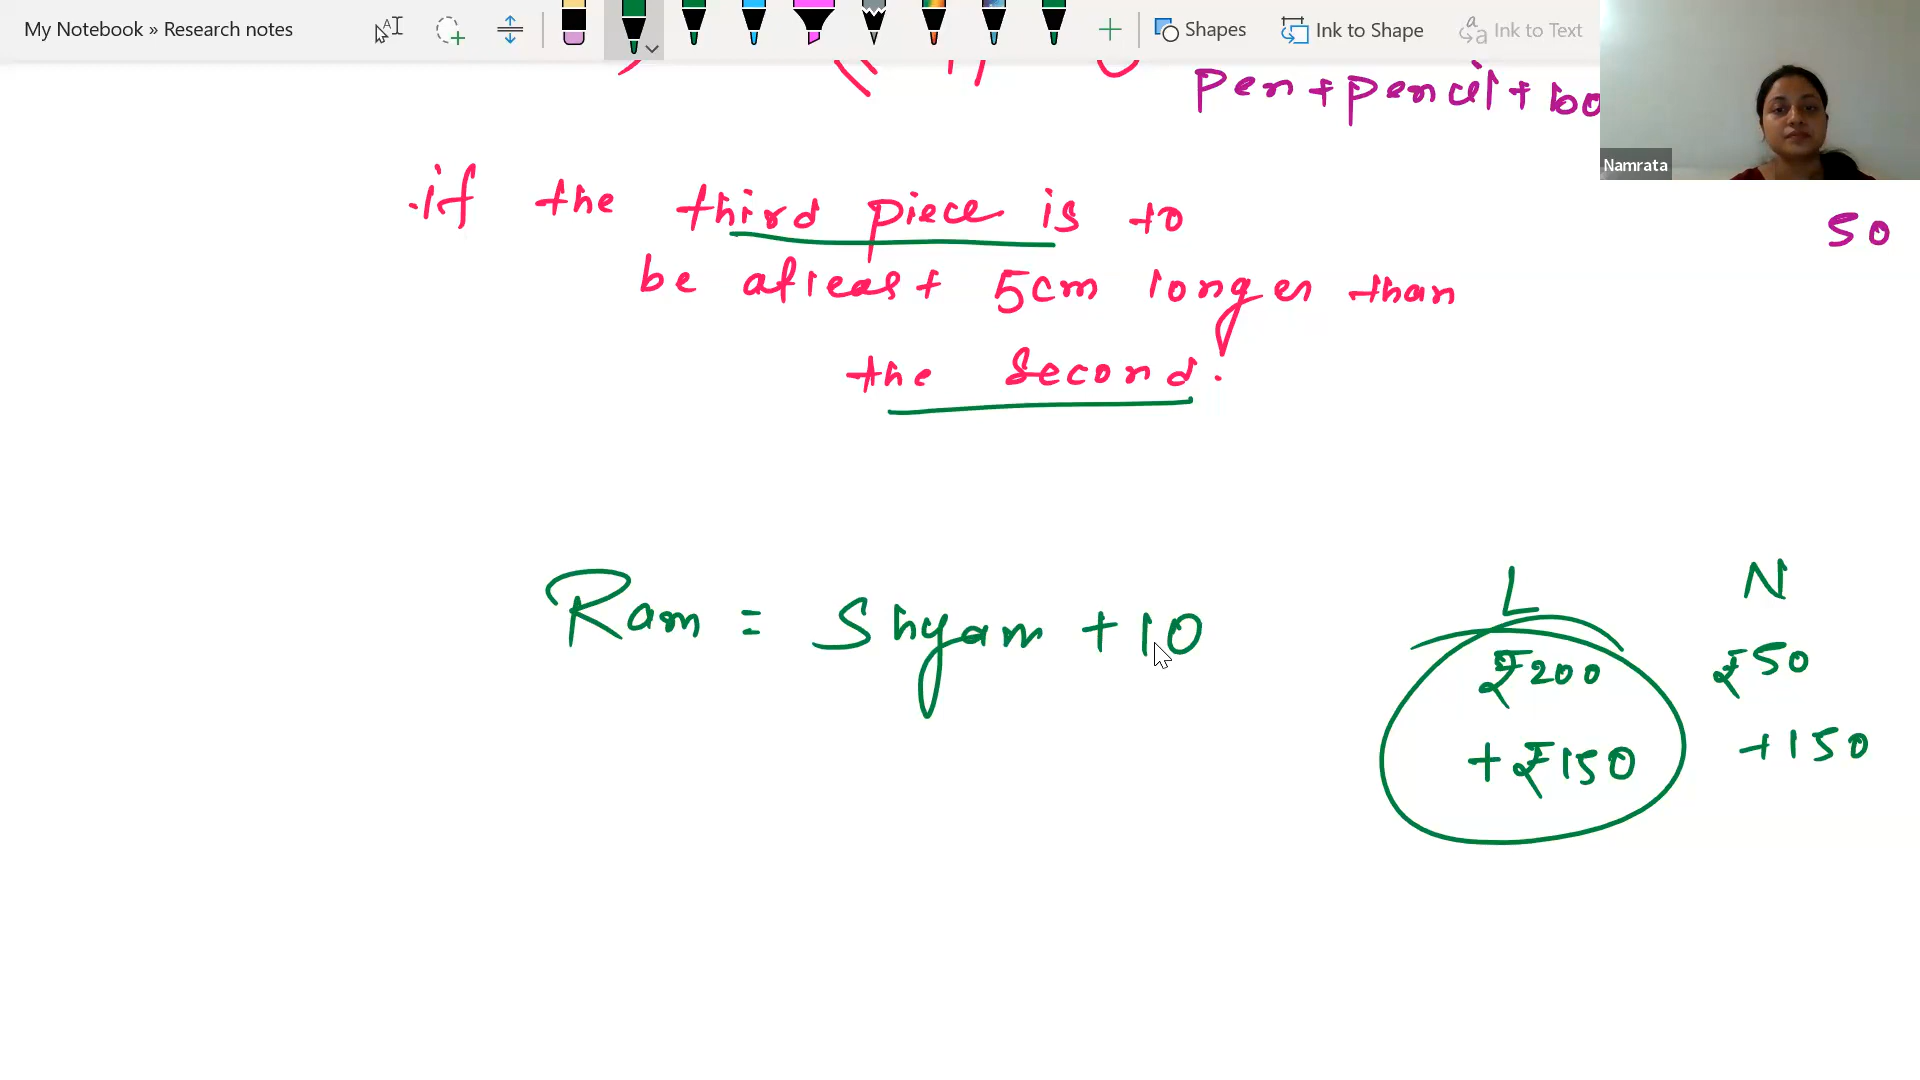 My Notebook » Research notes
Shapes
Ink to Shape
Ink to Text
Namrata
pen + pencil + bo
50
if the third piece is to
be atleast 5cm longer than
the second.
Ram = Shyam + 10
L N
₹200 ₹50
+ ₹150 +150